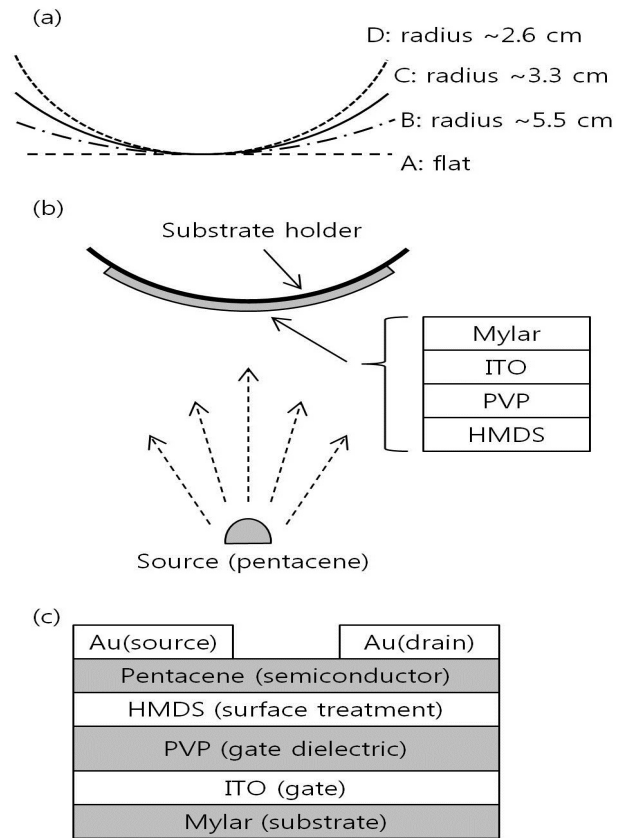 (a)
D: radius ~2.6 cm
C: radius ~3.3 cm
B: radius ~5.5 cm
A: flat
(b)
Substrate holder
Mylar
ITO
PVP
HMDS
Source (pentacene)
(c)
Au(source)
Au(drain)
Pentacene (semiconductor)
HMDS (surface treatment)
PVP (gate dielectric)
ITO (gate)
Mylar (substrate)